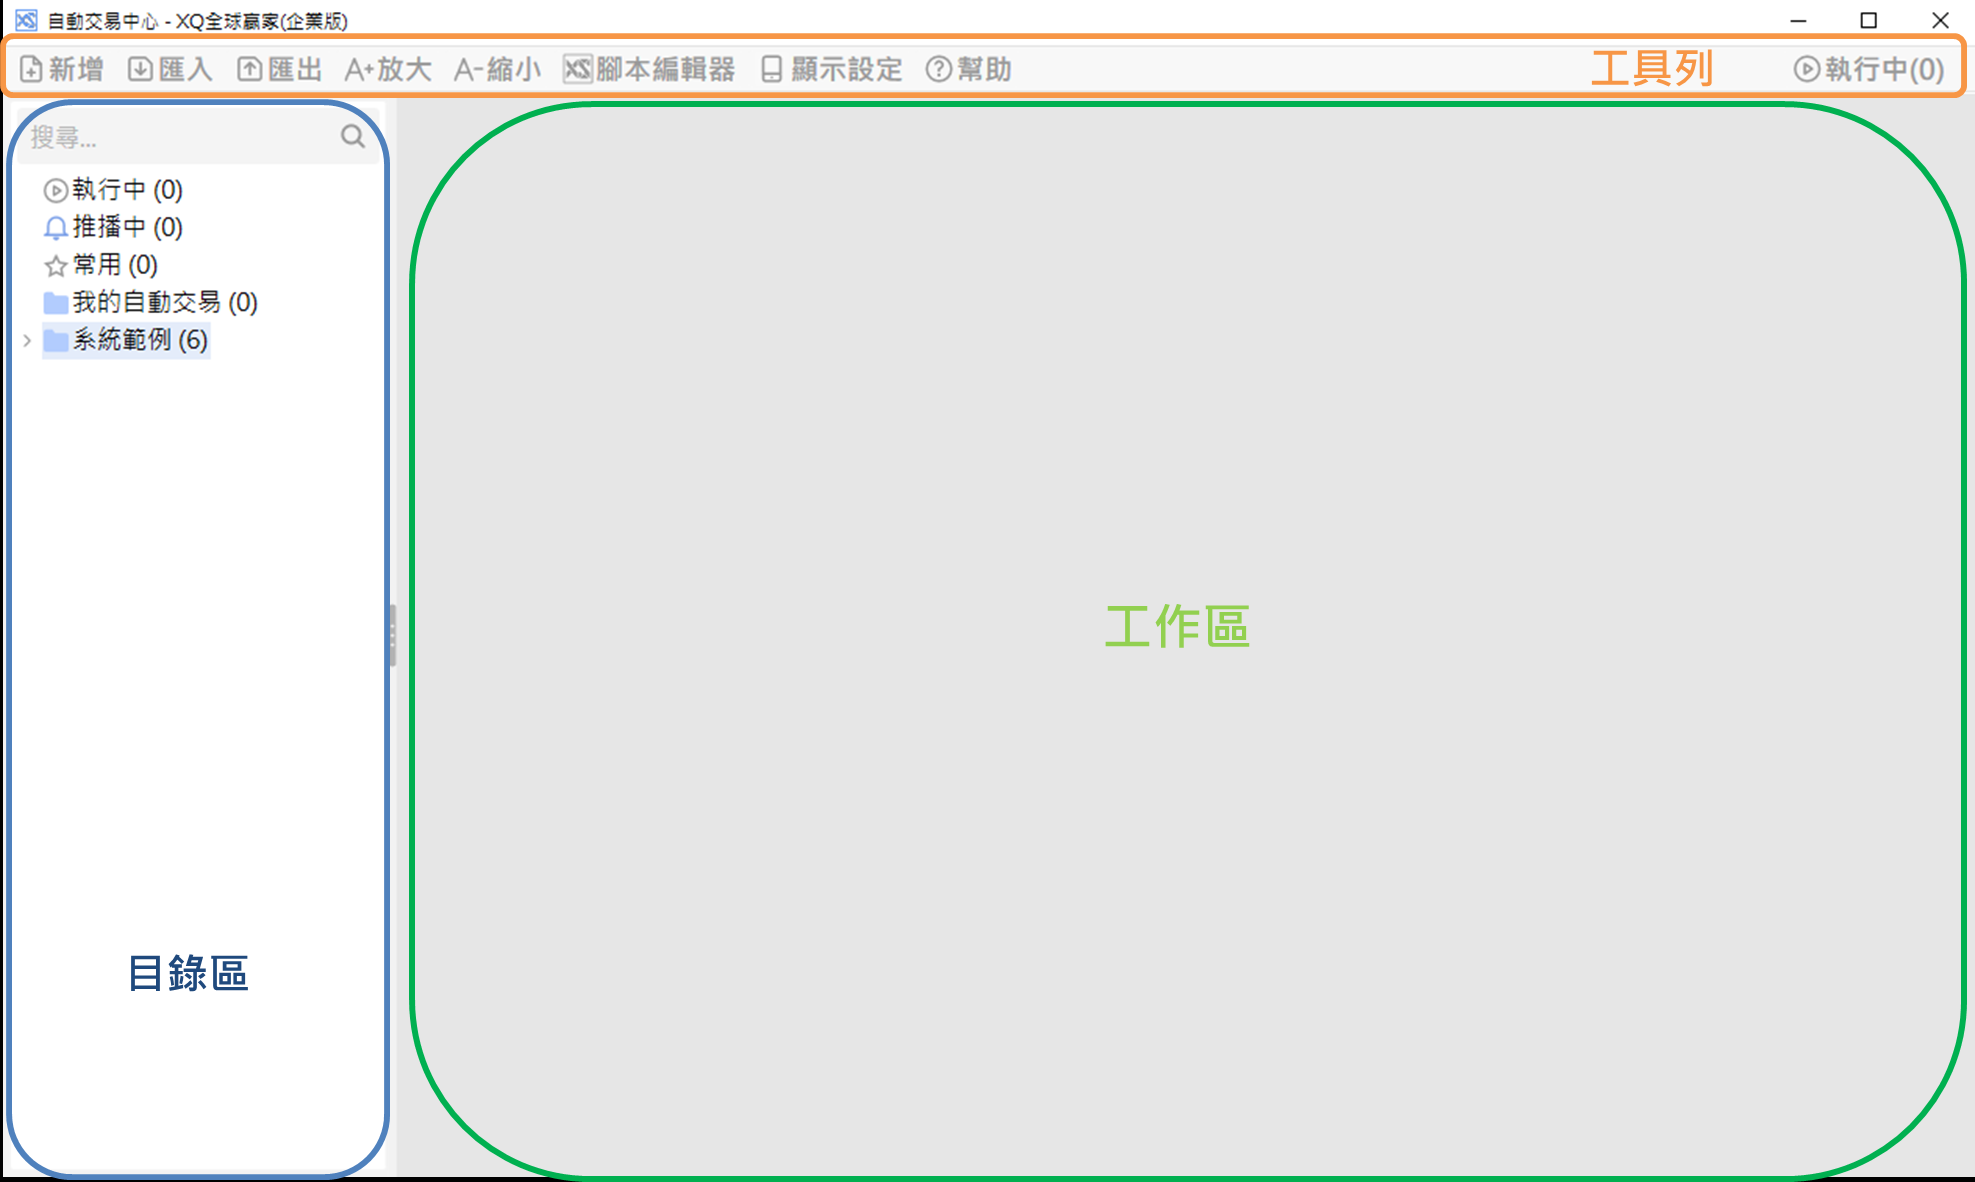 自動交易中心 - XQ全球贏家(企業版)
新增 匯入 匯出 A+放大 A-縮小 XS腳本編輯器 顯示設定 幫助 工具列 執行中(0)
搜尋...
執行中 (0)
推播中 (0)
常用 (0)
我的自動交易 (0)
系統範例 (6)
工作區
目錄區